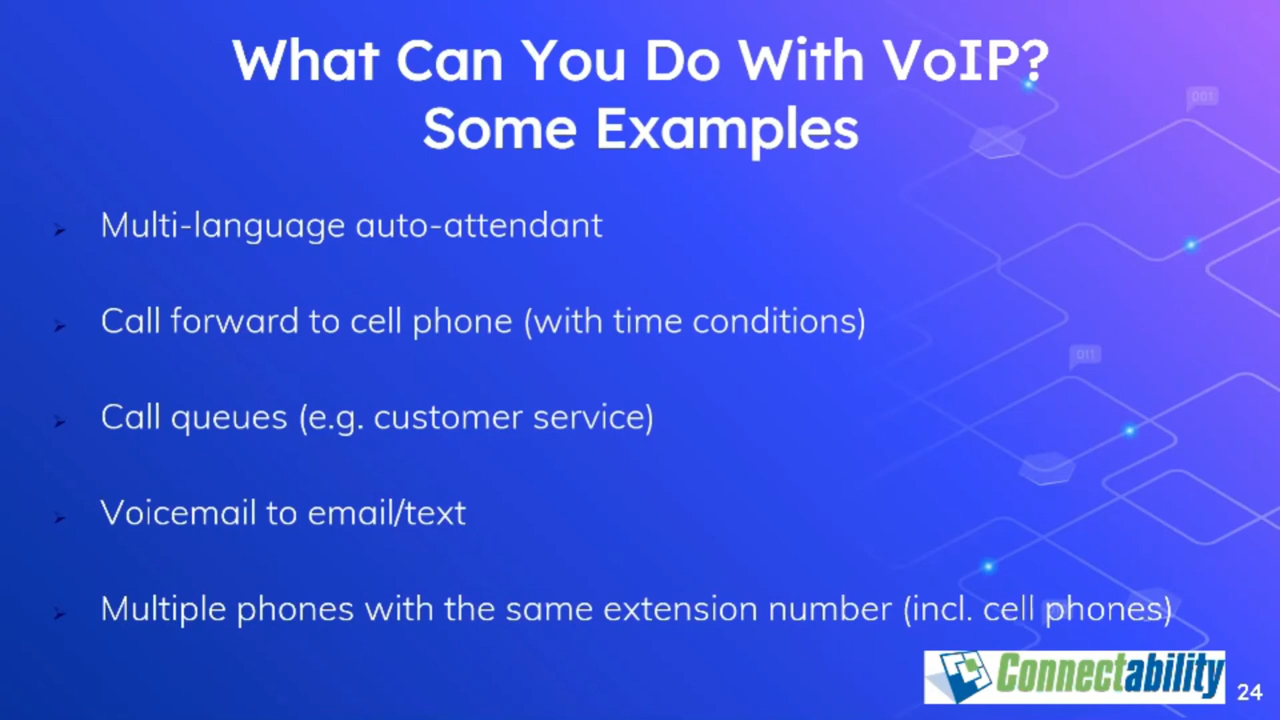 What Can You Do With VoIP?
Some Examples
001
Multi-language auto-attendant
Call forward to cell phone (with time conditions)
011
Call queues (e.g. customer service)
Voicemail to email/text
Multiple phones with the same extension number (incl. cell phones)
Connectability
24